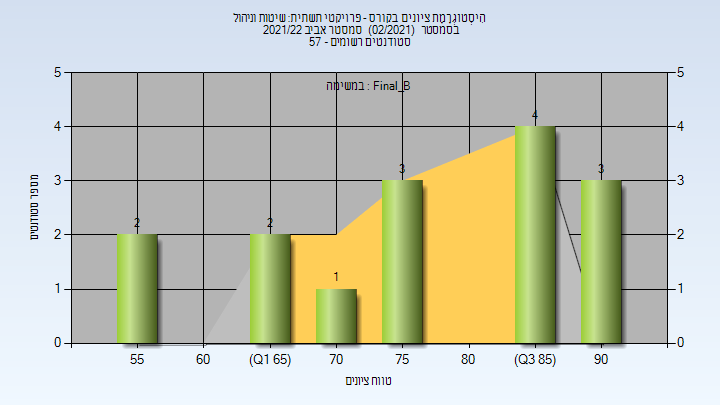 היסטוגרמת ציונים בקורס - פרויקטי תשתית: שיטות וניהול
בסמסטר (02/2021) סמסטר אביב 2021/22
סטודנטים רשומים - 57
במשימה : Final_B
5 5
4 4 4
3 3 3 3
2 2 2 2
1 1 1
0 0
מספר סטודנטים
55 60 (Q1 65) 70 75 80 (Q3 85) 90
טווח ציונים